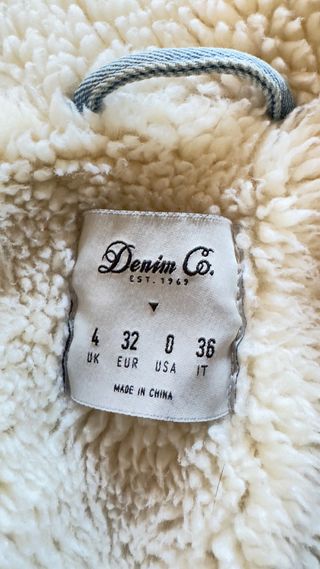 Denim Co.
EST. 1969
4 32 0 36
UK EUR USA IT
MADE IN CHINA